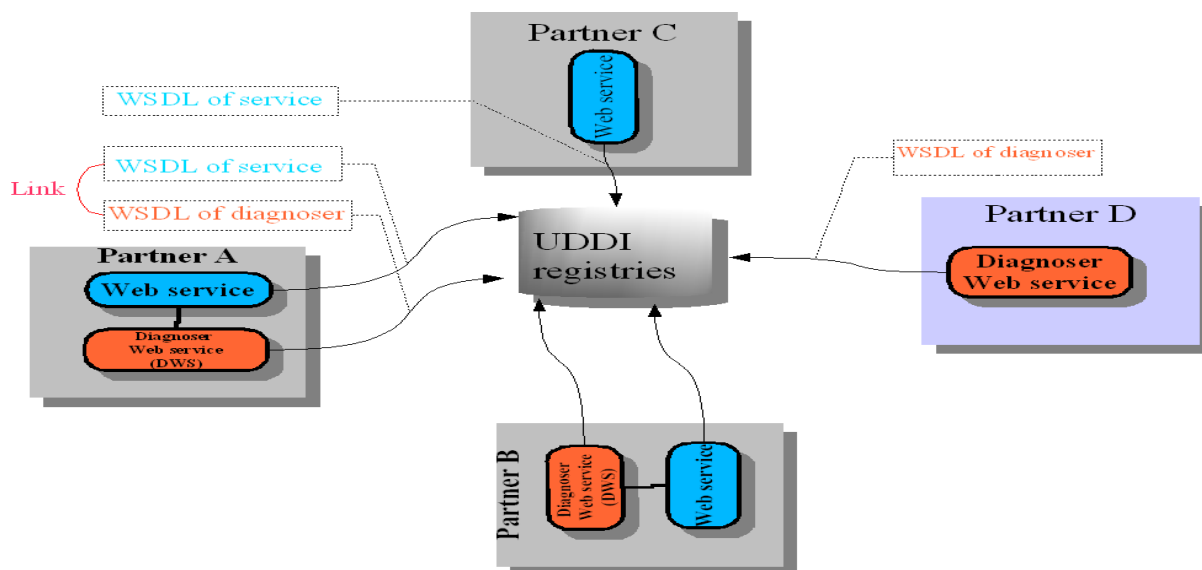 Partner C
Web service
WSDL of service
WSDL of service
Link
WSDL of diagnoser
WSDL of diagnoser
Partner A
Web service
Diagnoser
Web service
(DWS)
UDDI
registries
Partner D
Diagnoser
Web service
Partner B
Diagnoser
Web service
(DWS)
Web service